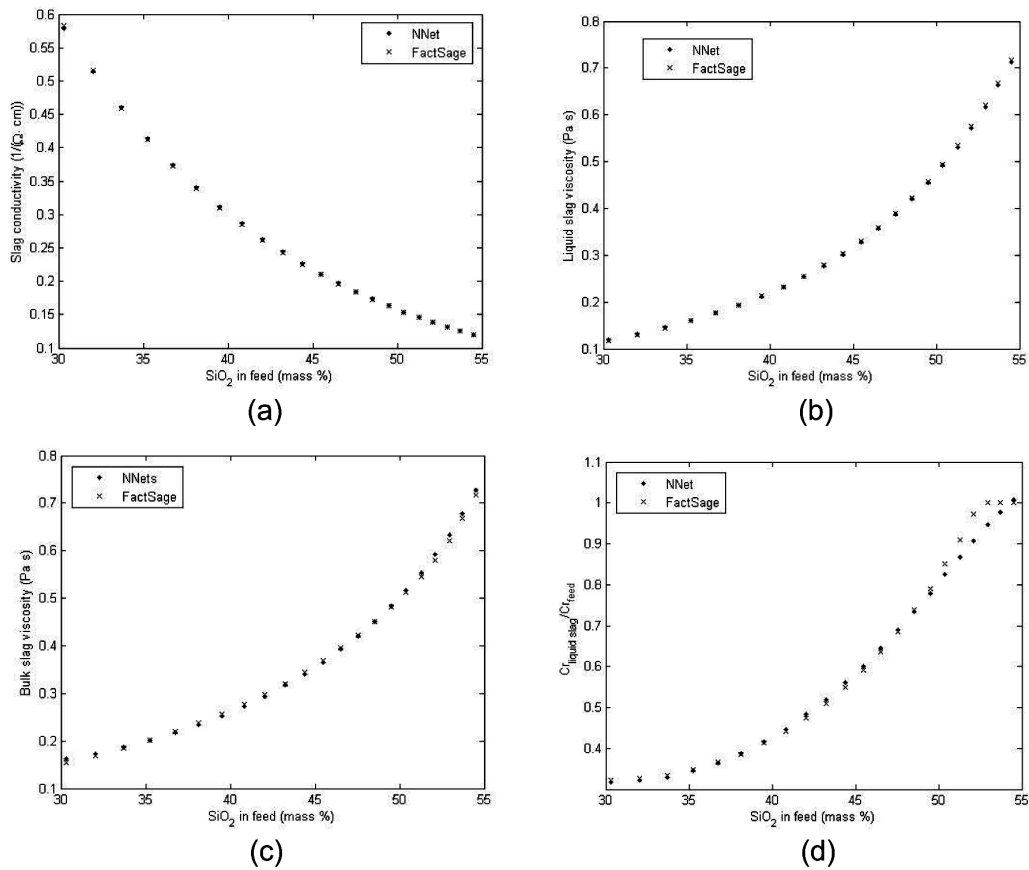 0.6
0.55
0.5
0.45
0.4
0.35
0.3
0.25
0.2
0.15
0.1
30 35 40 45 50 55
Slag conductivity (1/(Ω· cm))
SiO2 in feed (mass %)
NNet
FactSage
(a)
0.8
0.7
0.6
0.5
0.4
0.3
0.2
0.1
30 35 40 45 50 55
Liquid slag viscosity (Pa s)
SiO2 in feed (mass %)
NNet
FactSage
(b)
0.8
0.7
0.6
0.5
0.4
0.3
0.2
0.1
30 35 40 45 50 55
Bulk slag viscosity (Pa s)
SiO2 in feed (mass %)
NNets
FactSage
(c)
1.1
1
0.9
0.8
0.7
0.6
0.5
0.4
30 35 40 45 50 55
Crliquid slag/Crfeed
SiO2 in feed (mass %)
NNet
FactSage
(d)